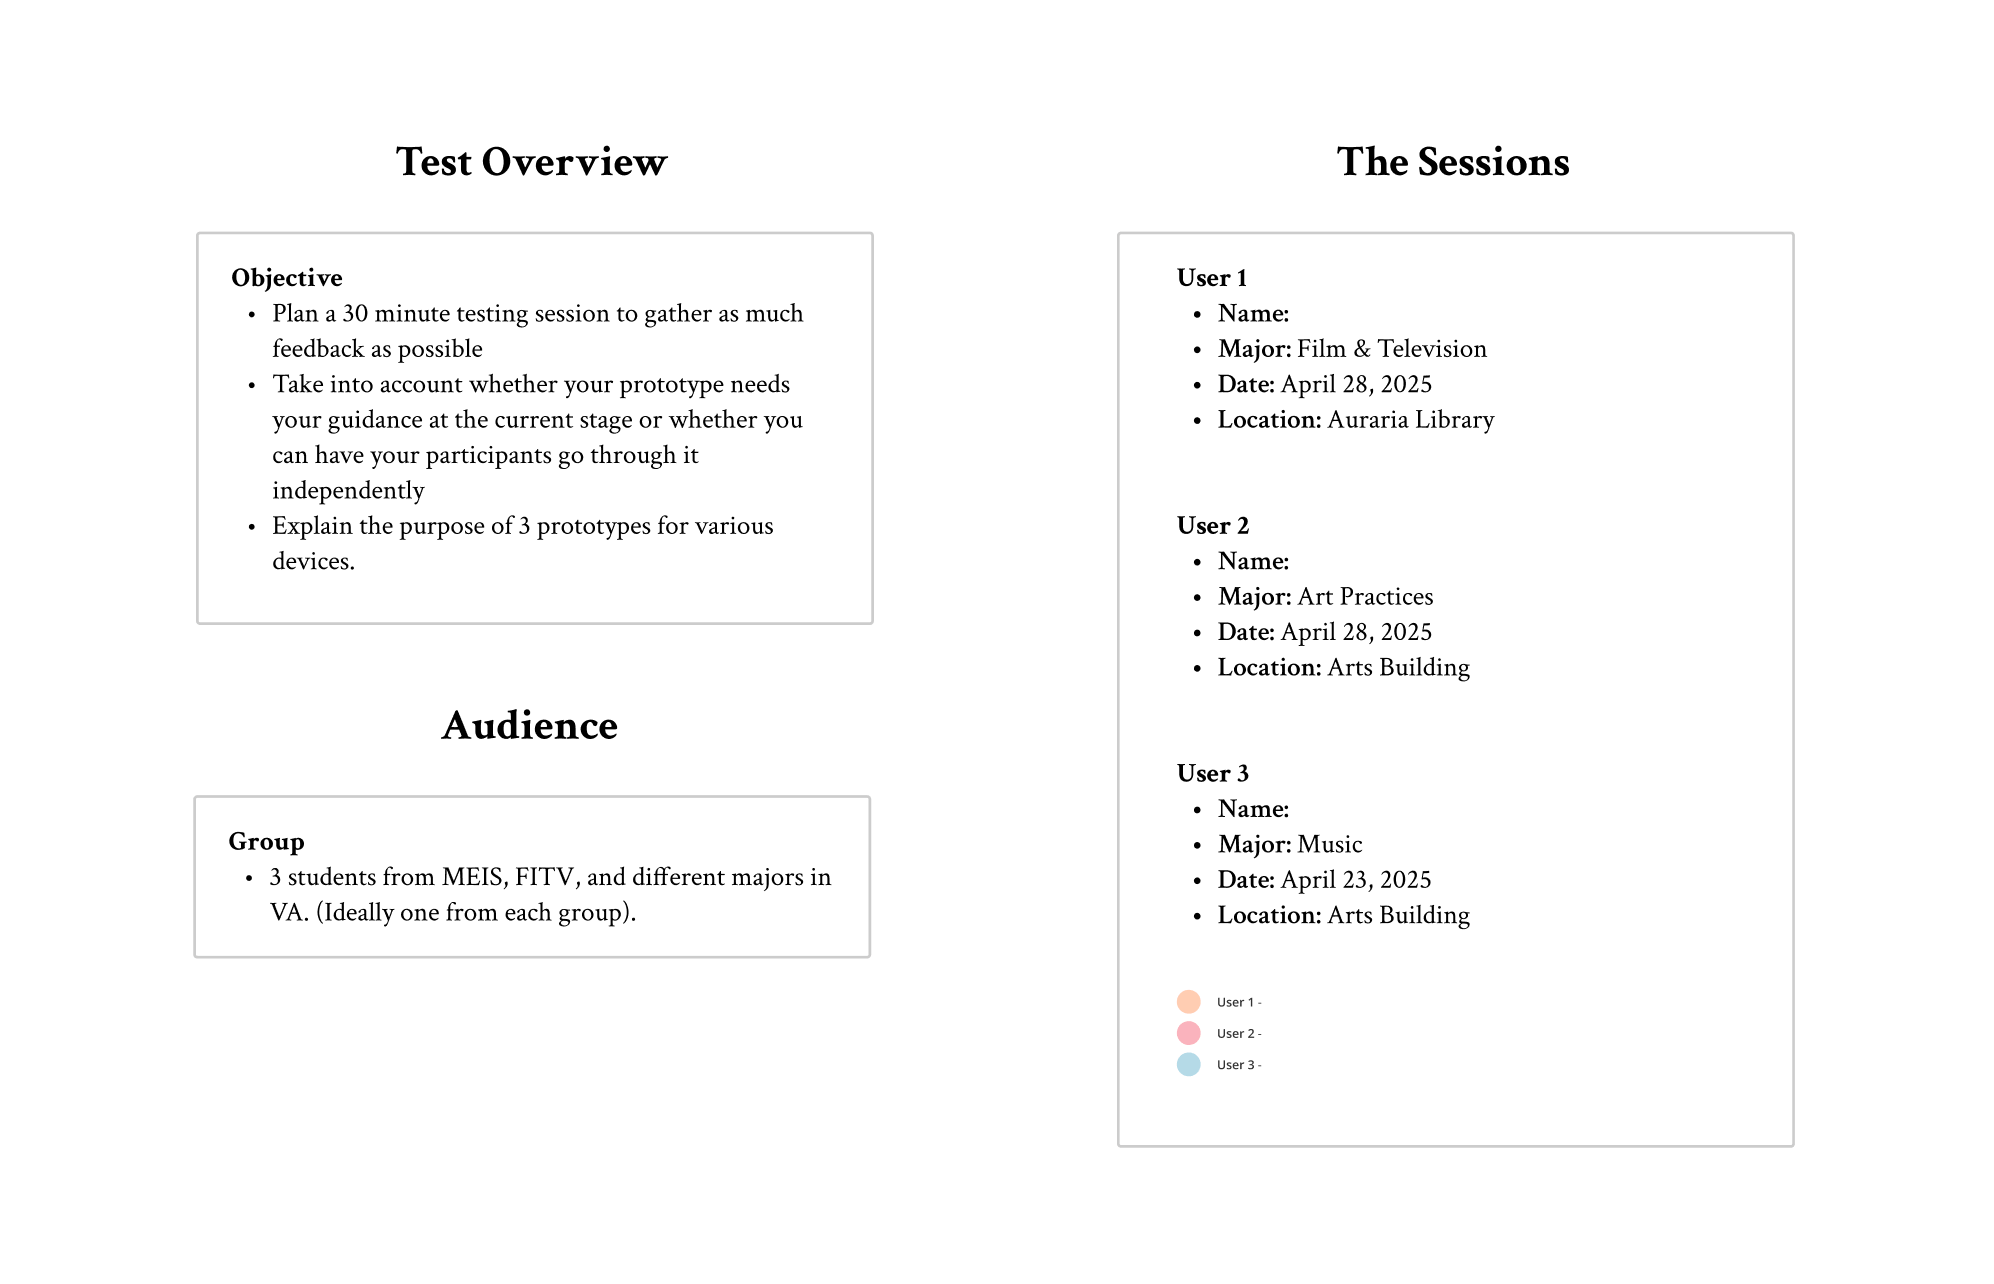 Test Overview
Objective
• Plan a 30 minute testing session to gather as much
feedback as possible
• Take into account whether your prototype needs
your guidance at the current stage or whether you
can have your participants go through it
independently
• Explain the purpose of 3 prototypes for various
devices.
Audience
Group
• 3 students from MEIS, FITV, and different majors in
VA. (Ideally one from each group).
The Sessions
User 1
• Name:
• Major: Film & Television
• Date: April 28, 2025
• Location: Auraria Library
User 2
• Name:
• Major: Art Practices
• Date: April 28, 2025
• Location: Arts Building
User 3
• Name:
• Major: Music
• Date: April 23, 2025
• Location: Arts Building
User 1 -
User 2 -
User 3 -